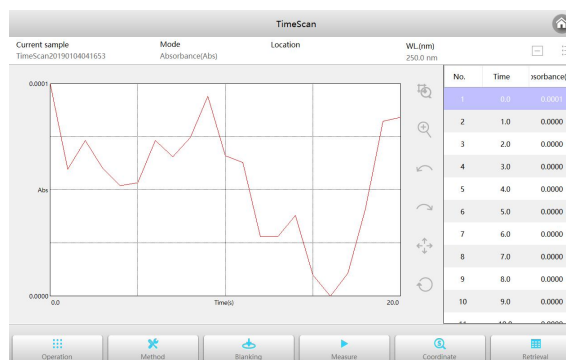 TimeScan
Current sample
Mode
Location
WL.(nm)
TimeScan20190104041653
Absorbance(Abs)
250.0 nm
No. Time sorbance(
1 0.0 0.0001
2 1.0 0.0000
3 2.0 0.0000
4 3.0 0.0000
5 4.0 0.0000
6 5.0 0.0000
7 6.0 0.0000
8 7.0 0.0000
9 8.0 0.0000
10 9.0 0.0000
0.0001
Abs
0.0000
0.0
Time(s)
20.0
Operation
Method
Blanking
Measure
Coordinate
Retrieval